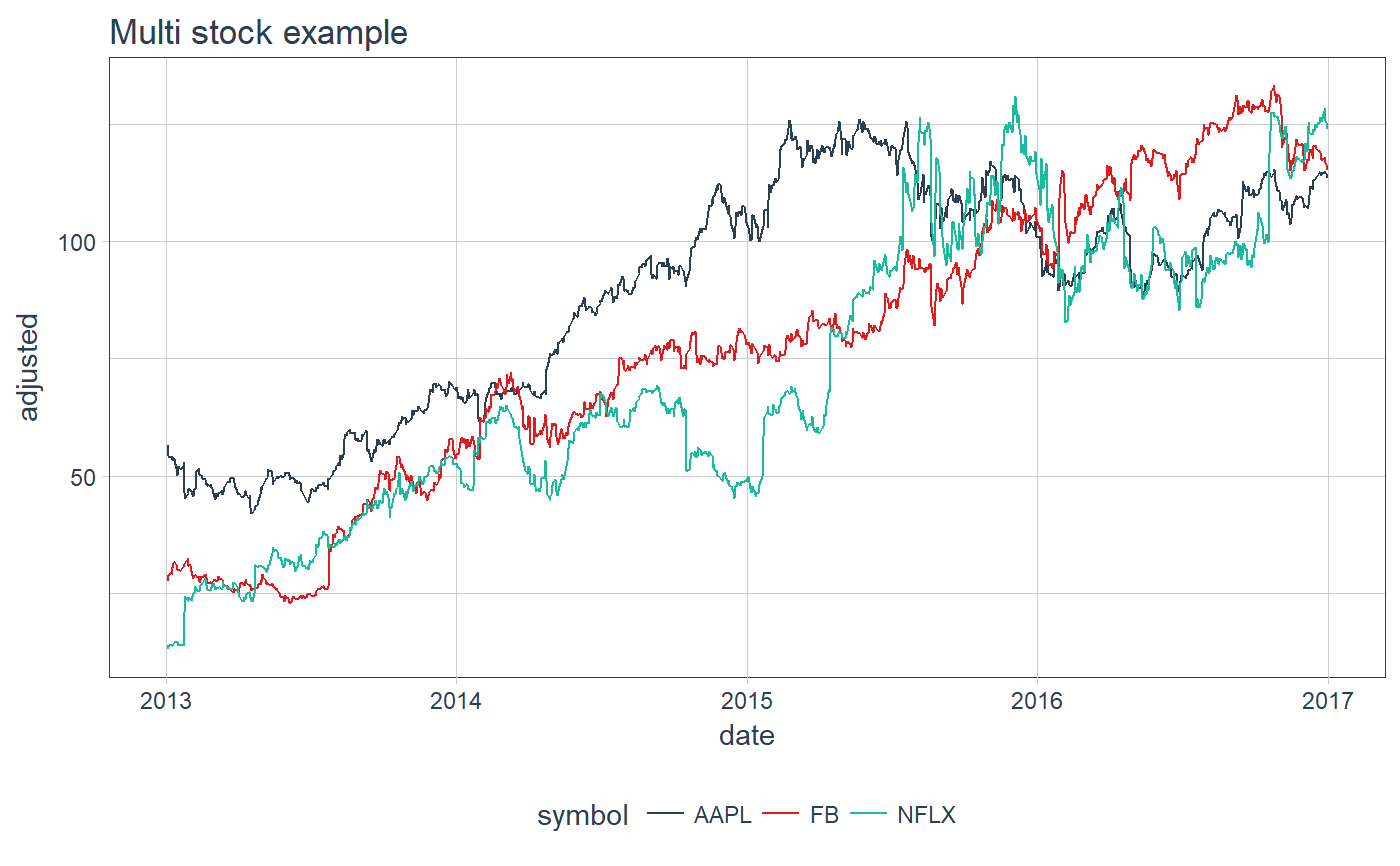 Multi stock example
100
50
adjusted
2013 2014 2015 2016 2017
date
symbol AAPL FB NFLX